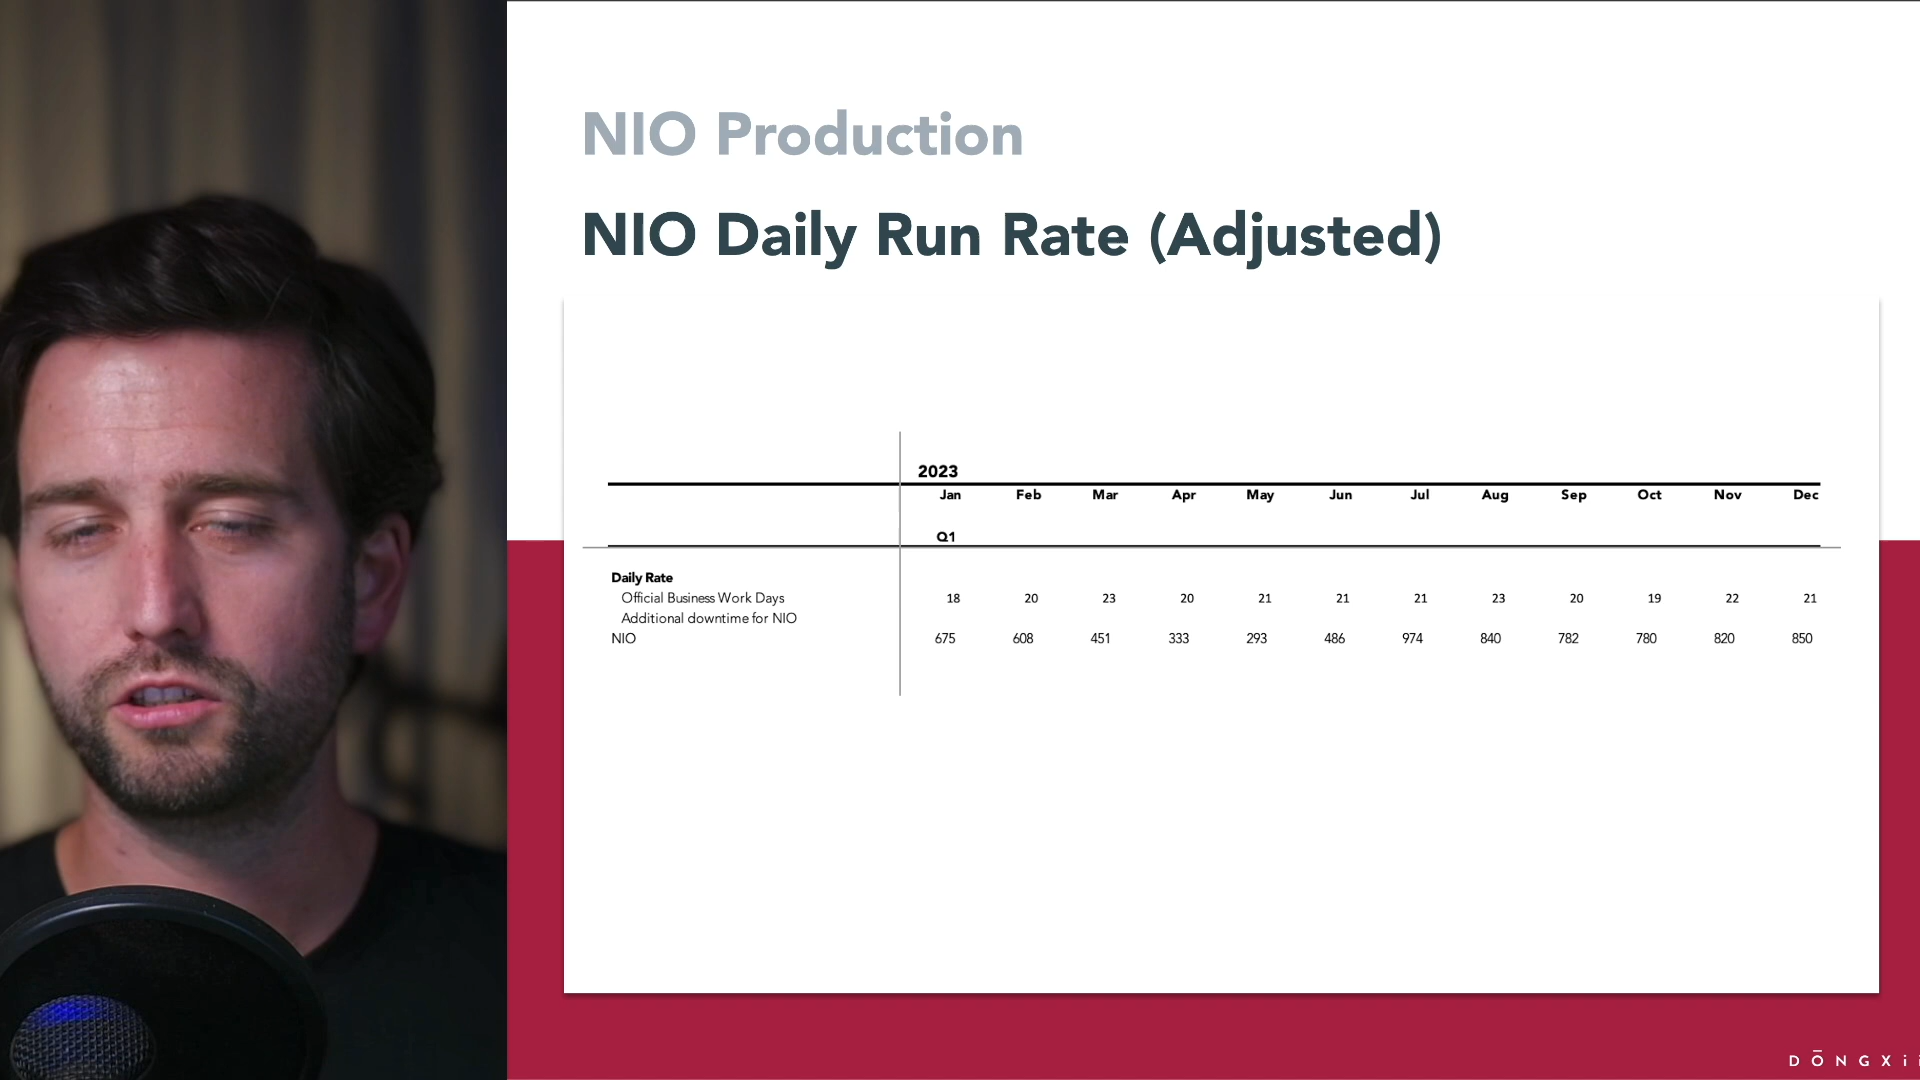 NIO Production
NIO Daily Run Rate (Adjusted)
2023
Jan Feb Mar Apr May Jun Jul Aug Sep Oct Nov Dec
Q1
Daily Rate
Official Business Work Days 18 20 23 20 21 21 21 23 20 19 22 21
Additional downtime for NIO
NIO 675 608 451 333 293 486 974 840 782 780 820 850
DŌNGXii